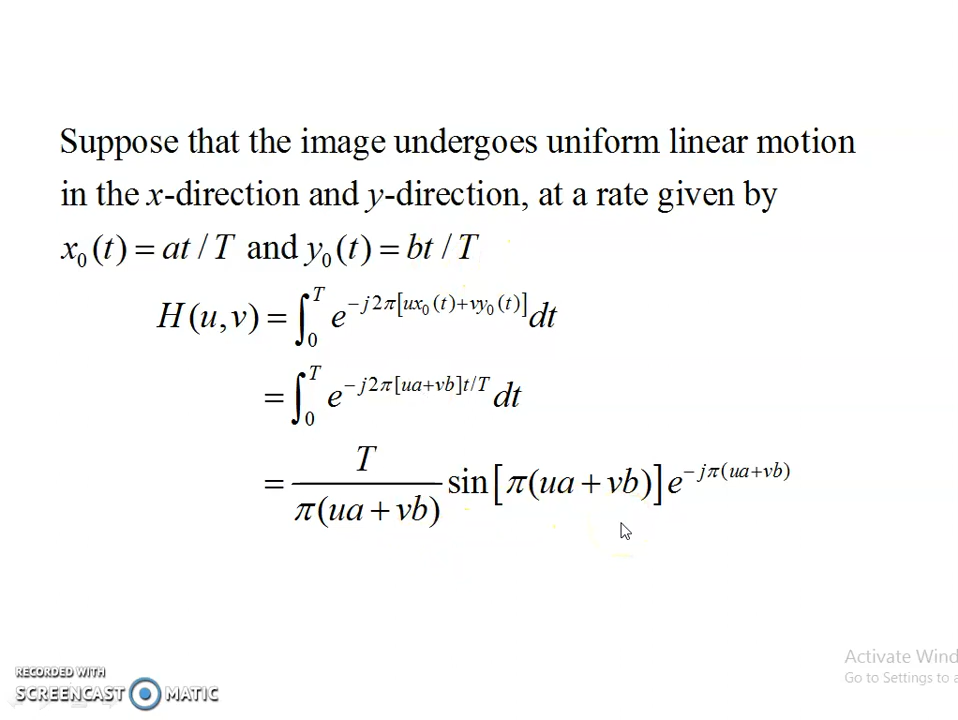 Suppose that the image undergoes uniform linear motion
in the x-direction and y-direction, at a rate given by
x₀(t) = at / T and y₀(t) = bt / T
H(u,v) = ∫₀ᵀ e^{−j2π[ux₀(t)+vy₀(t)]} dt
= ∫₀ᵀ e^{−j2π[ua+vb]t/T} dt
= T / π(ua + vb) sin[π(ua + vb)] e^{−jπ(ua+vb)}
Activate Wind
Go to Settings to a
RECORDED WITH
SCREENCAST MATIC